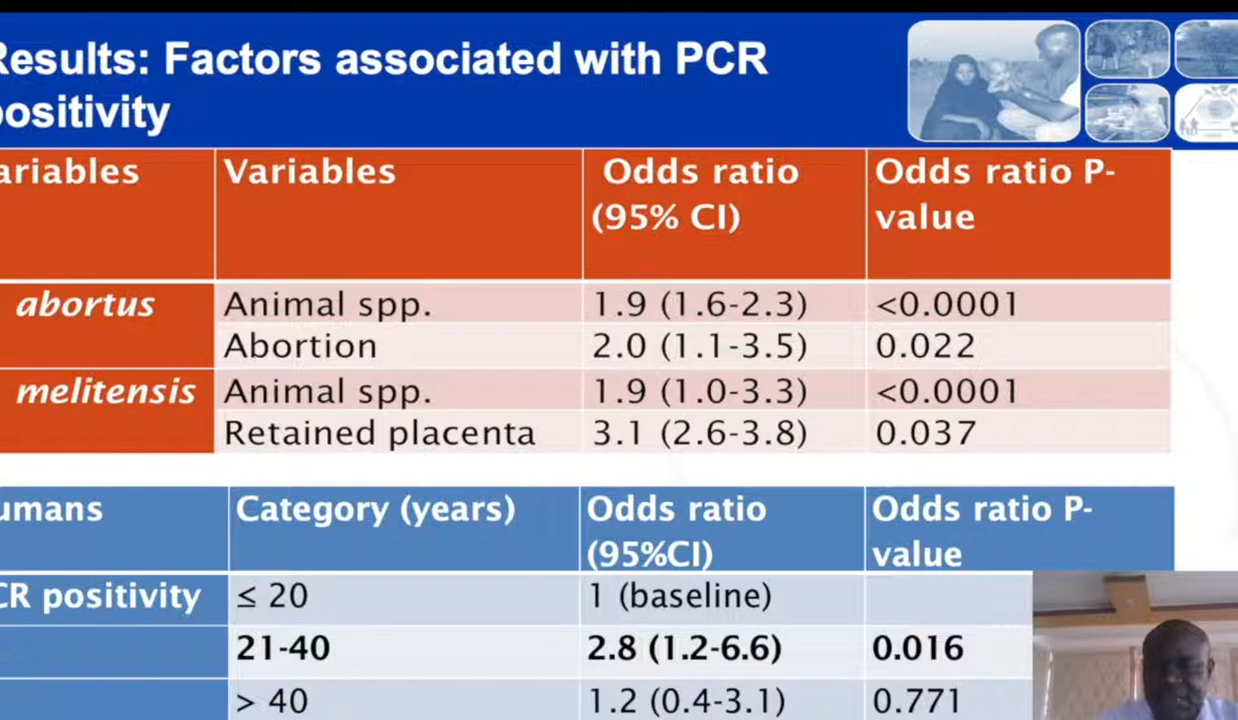 Results: Factors associated with PCR
positivity
ariables Variables Odds ratio (95% CI) Odds ratio P-value
abortus Animal spp. 1.9 (1.6-2.3) <0.0001
Abortion 2.0 (1.1-3.5) 0.022
melitensis Animal spp. 1.9 (1.0-3.3) <0.0001
Retained placenta 3.1 (2.6-3.8) 0.037
umans Category (years) Odds ratio (95%CI) Odds ratio P-value
CR positivity ≤ 20 1 (baseline)
21-40 2.8 (1.2-6.6) 0.016
> 40 1.2 (0.4-3.1) 0.771